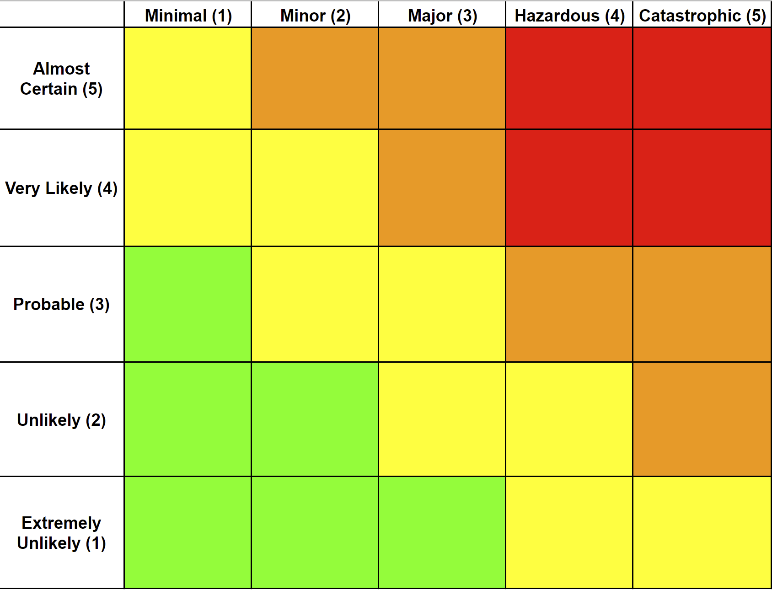 Minimal (1) Minor (2) Major (3) Hazardous (4) Catastrophic (5)
Almost
Certain (5)
Very Likely (4)
Probable (3)
Unlikely (2)
Extremely
Unlikely (1)